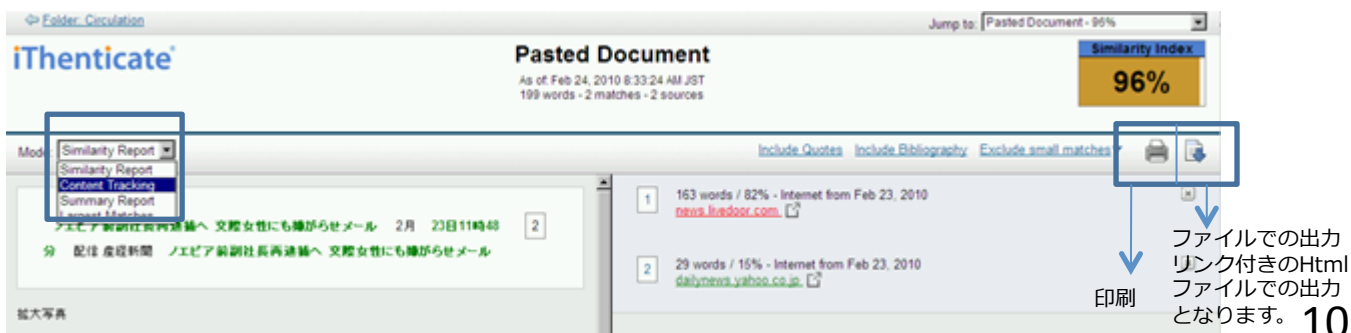 Folder: Circulation
Jump to: Pasted Document - 96%
iThenticate
Pasted Document
As of: Feb 24, 2010 8:33:24 AM JST
199 words - 2 matches - 2 sources
Similarity Index
96%
Mode: Similarity Report
Similarity Report
Content Tracking
Summary Report
Largest Matches
Include Quotes Include Bibliography Exclude small matches
ノエビア前副社長再逮捕へ 交際女性にも嫌がらせメール 2月 23日11時48
2
分 配信 産経新聞 ノエビア前副社長再逮捕へ 交際女性にも嫌がらせメール
拡大写真
1
163 words / 82% - Internet from Feb 23, 2010
news.livedoor.com
2
29 words / 15% - Internet from Feb 23, 2010
dailynews.yahoo.co.jp
印刷
ファイルでの出力
リンク付きのHtml
ファイルでの出力
となります。
10